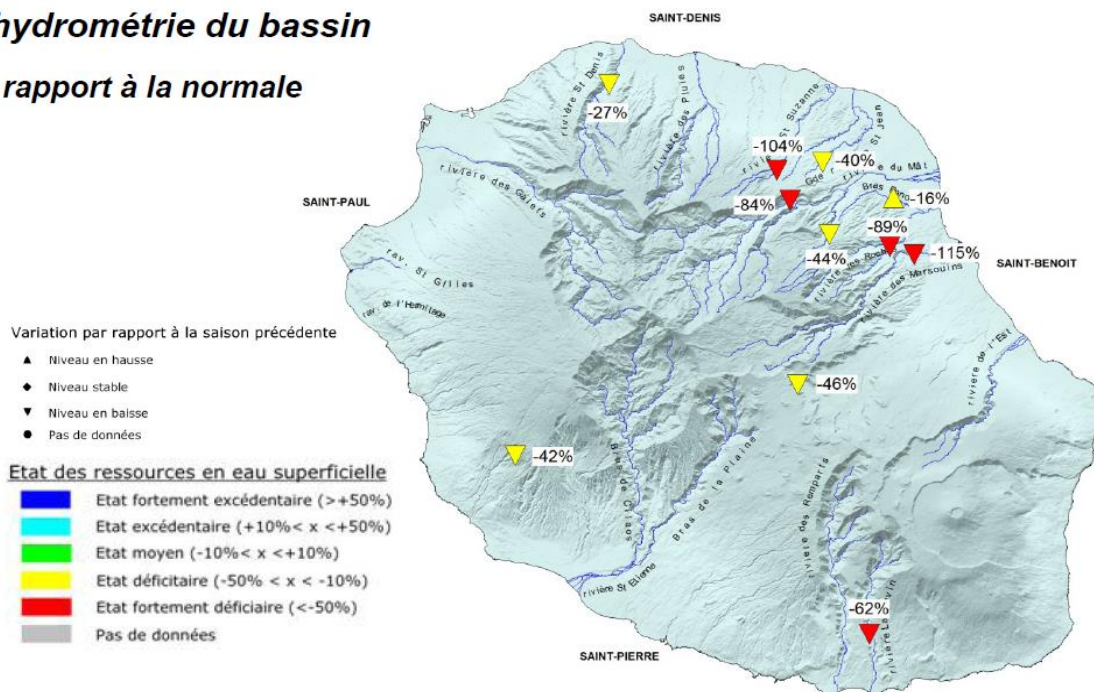 hydrométrie du bassin
rapport à la normale
SAINT-DENIS
rivière St Denis
-27%
rivière des Pluies
St Suzanne
St Jean
-104%
-40%
rivière du Mât
rivière des Galets
SAINT-PAUL
-84%
Bras Pano
-16%
-89%
-44%
-115%
SAINT-BENOIT
rivière des Roches
rivière des Marsouins
rav. St Gilles
rav. de l'Hermitage
rivière de l'Est
Variation par rapport à la saison précédente
Niveau en hausse
Niveau stable
Niveau en baisse
Pas de données
-46%
-42%
Bras de Cilaos
Bras de la Plaine
rivière des Remparts
Etat des ressources en eau superficielle
Etat fortement excédentaire (>+50%)
Etat excédentaire (+10%< x <+50%)
Etat moyen (-10%< x <+10%)
Etat déficitaire (-50% < x < -10%)
Etat fortement déficiaire (<-50%)
Pas de données
rivière St Etienne
-62%
SAINT-PIERRE